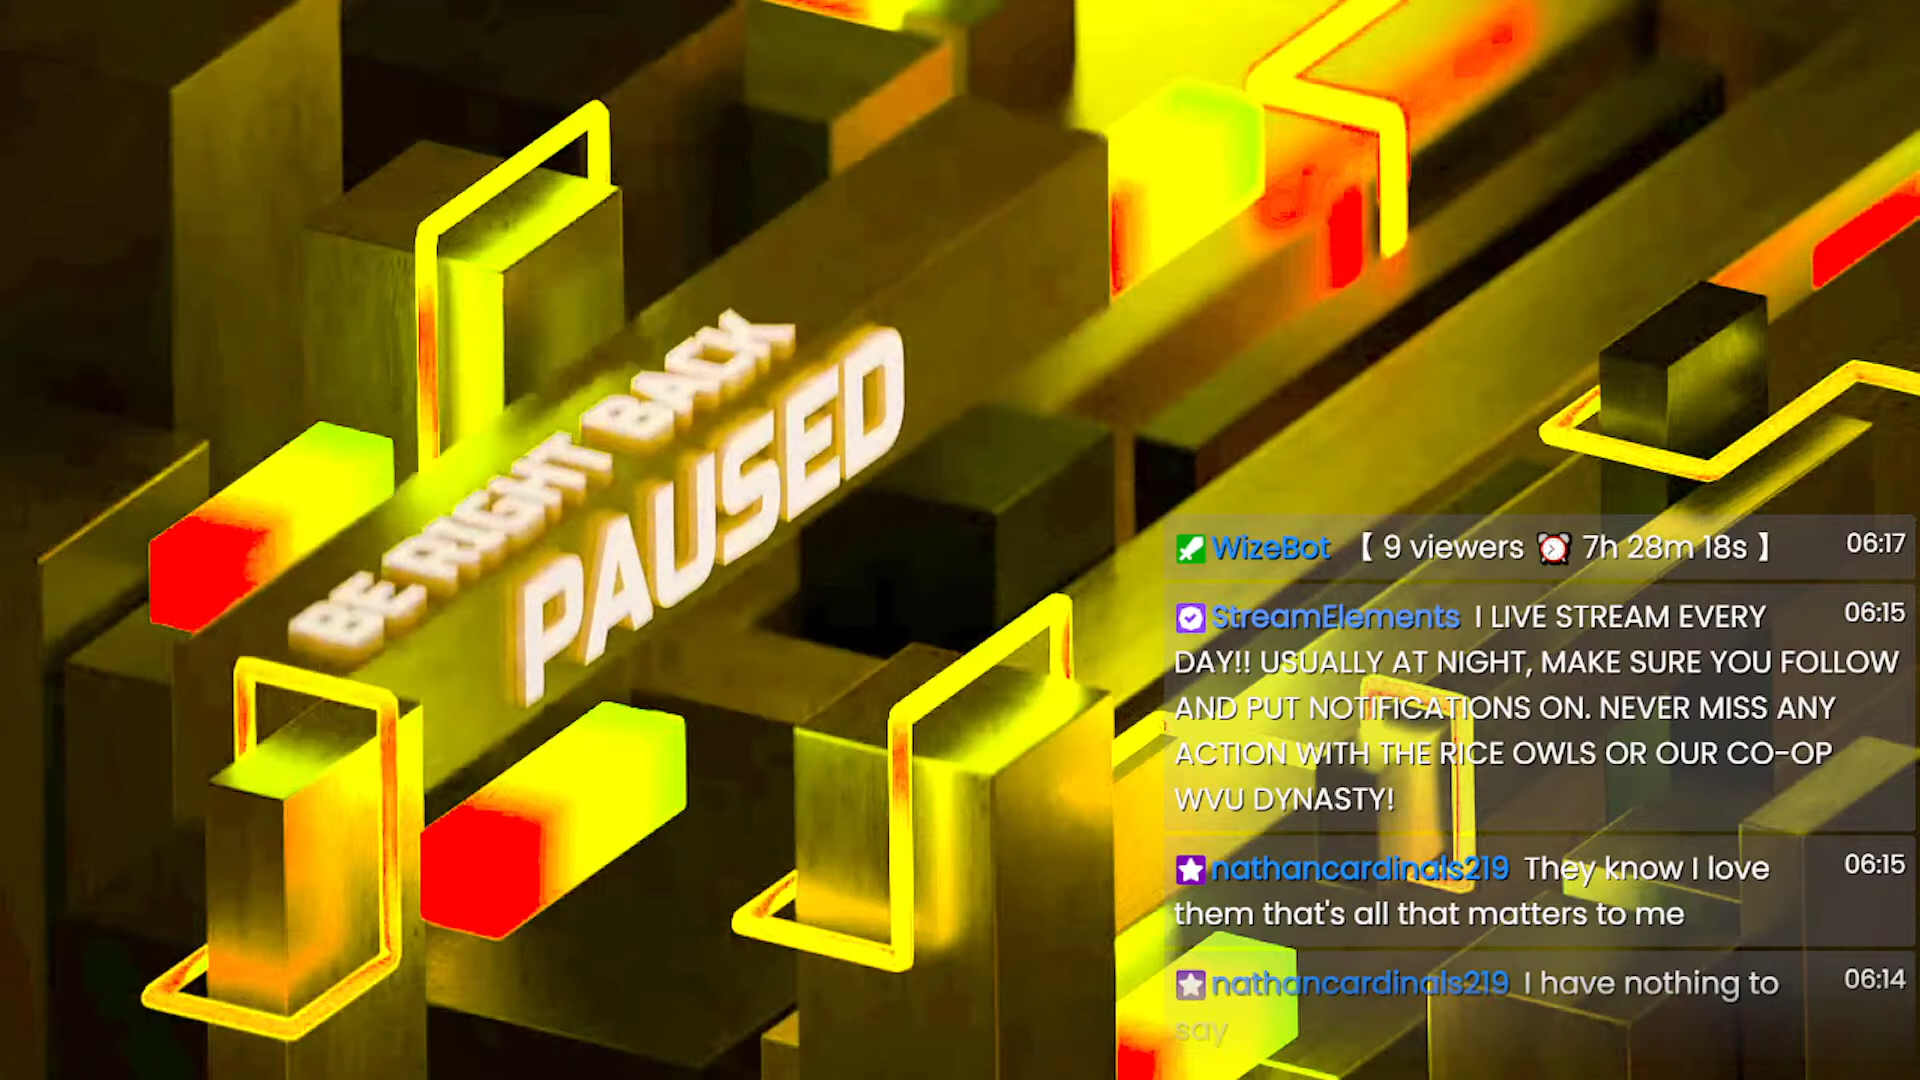 BE RIGHT BACK
PAUSED
WizeBot 【 9 viewers ⏰ 7h 28m 18s 】 06:17
StreamElements I LIVE STREAM EVERY 06:15
DAY!! USUALLY AT NIGHT, MAKE SURE YOU FOLLOW
AND PUT NOTIFICATIONS ON. NEVER MISS ANY
ACTION WITH THE RICE OWLS OR OUR CO-OP
WVU DYNASTY!
nathancardinals219 They know I love 06:15
them that's all that matters to me
nathancardinals219 I have nothing to 06:14
say